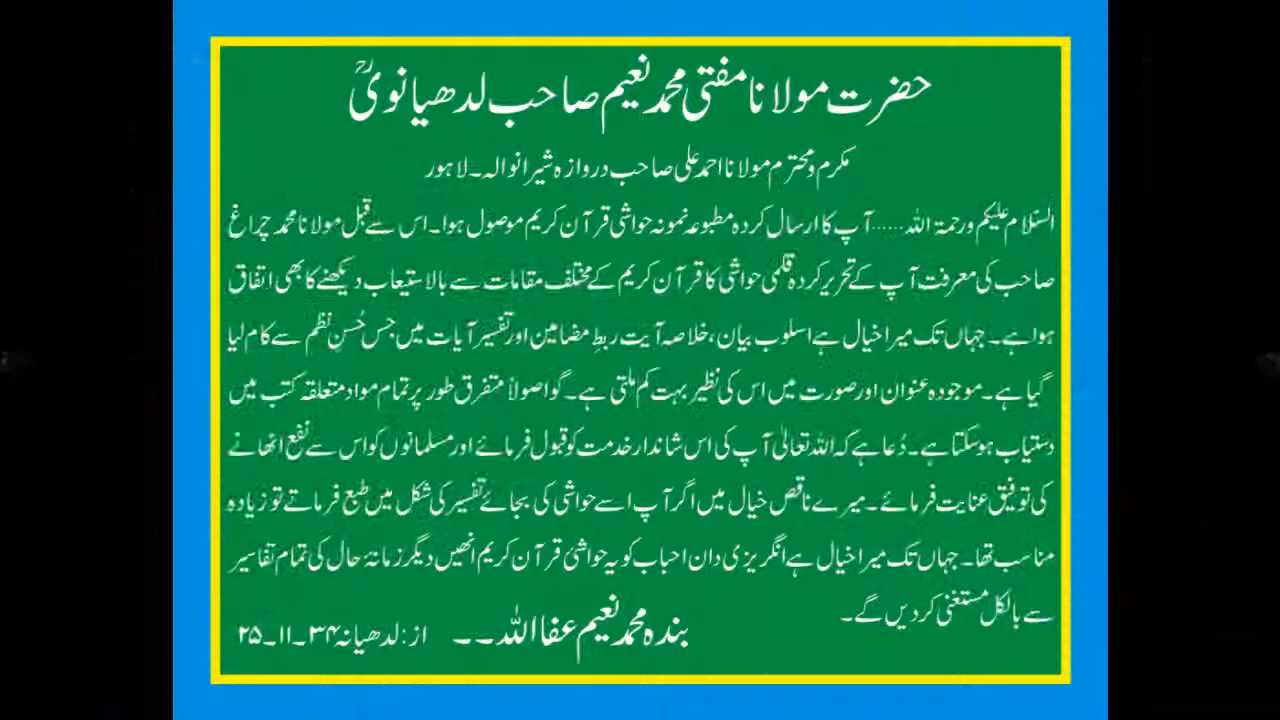 حضرت مولانا مفتی محمد نعیم صاحب لدھیانویؒ
مکرم و محترم مولانا احمد علی صاحب دروازہ شیرانوالہ۔ لاہور
السّلام علیکم ورحمۃ اللہ……آپ کا ارسال کردہ مطبوعہ نمونہ حواشی قرآن کریم موصول ہوا۔ اس سے قبل مولانا محمد چراغ
صاحب کی معرفت آپ کے تحریر کردہ قلمی حواشی کا قرآن کریم کے مختلف مقامات سے بالاستیعاب دیکھنے کا بھی اتفاق
ہوا ہے۔ جہاں تک میرا خیال ہے اسلوب بیان، خلاصہ آیت ربطِ مضامین اور تفسیر آیات میں جس حُسنِ نظم سے کام لیا
گیا ہے۔ موجودہ عنوان اور صورت میں اس کی نظیر بہت کم ملتی ہے۔ گو اصولاً متفرق طور پر تمام مواد متعلقہ کتب میں
دستیاب ہو سکتا ہے۔ دُعا ہے کہ اللہ تعالیٰ آپ کی اس شاندار خدمت کو قبول فرمائے اور مسلمانوں کو اس سے نفع اٹھانے
کی توفیق عنایت فرمائے۔ میرے ناقص خیال میں اگر آپ اسے حواشی کی بجائے تفسیر کی شکل میں طبع فرماتے تو زیادہ
مناسب تھا۔ جہاں تک میرا خیال ہے انگریزی دان احباب کو یہ حواشئ قرآن کریم انھیں دیگر زمانۂ حال کی تمام تفاسیر
سے بالکل مستغنی کر دیں گے۔
بندہ محمد نعیم عفا اللہ۔۔ از: لدھیانہ ۳۴۔۱۱۔۲۵